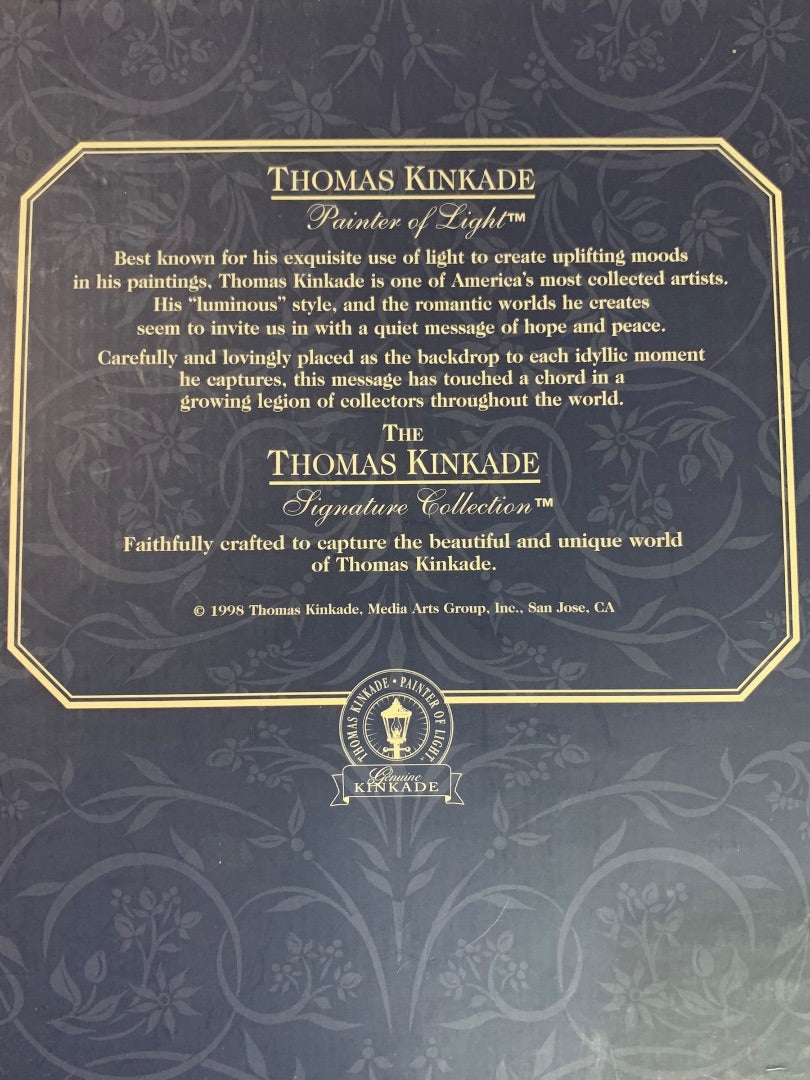 THOMAS KINKADE
Painter of Light™
Best known for his exquisite use of light to create uplifting moods
in his paintings, Thomas Kinkade is one of America's most collected artists.
His "luminous" style, and the romantic worlds he creates
seem to invite us in with a quiet message of hope and peace.
Carefully and lovingly placed as the backdrop to each idyllic moment
he captures, this message has touched a chord in a
growing legion of collectors throughout the world.
THE
THOMAS KINKADE
Signature Collection™
Faithfully crafted to capture the beautiful and unique world
of Thomas Kinkade.
© 1998 Thomas Kinkade, Media Arts Group, Inc., San Jose, CA
THOMAS KINKADE • PAINTER OF LIGHT
Genuine
KINKADE